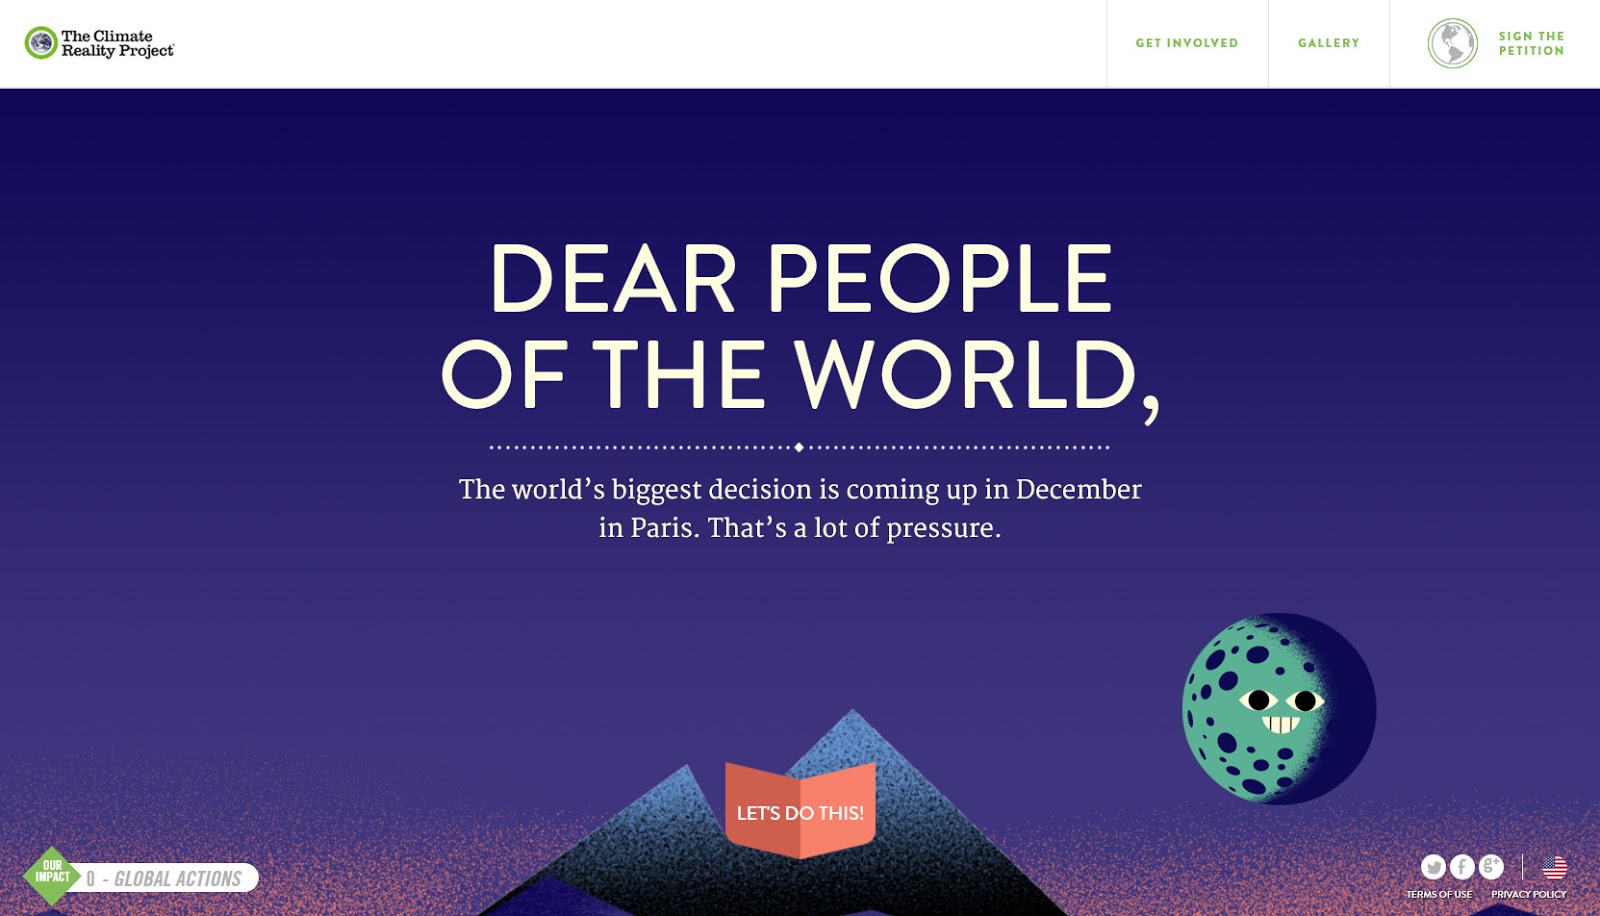 The Climate
Reality Project
GET INVOLVED
GALLERY
SIGN THE
PETITION
DEAR PEOPLE
OF THE WORLD,
The world’s biggest decision is coming up in December
in Paris. That’s a lot of pressure.
LET'S DO THIS!
OUR
IMPACT
0 - GLOBAL ACTIONS
f
g+
TERMS OF USE
PRIVACY POLICY